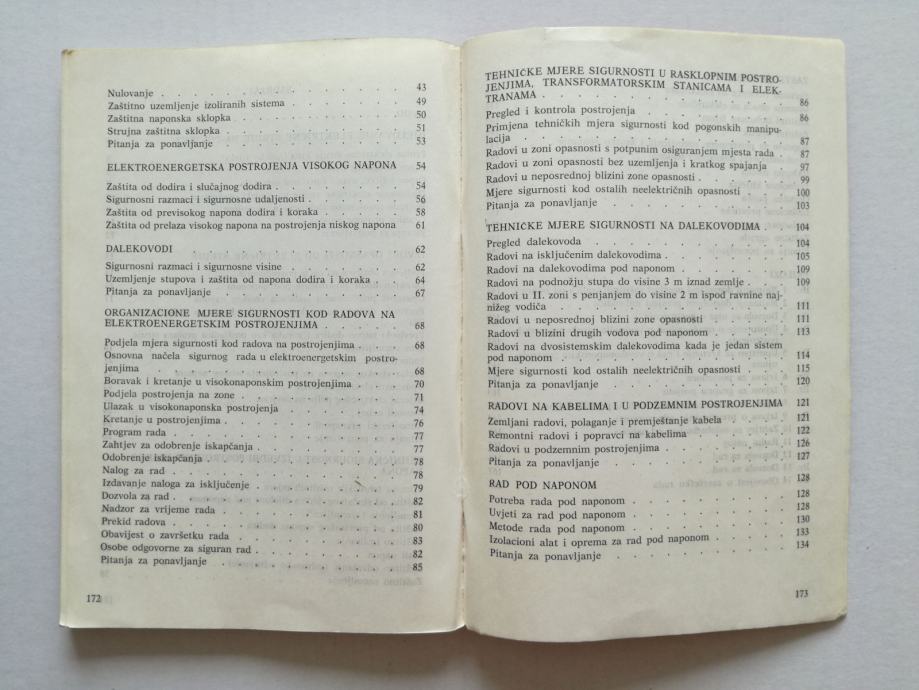 Nulovanje . . . . . . . . . . . . 43
Zaštitno uzemljenje izoliranih sistema . . . . . . 49
Zaštitna naponska sklopka . . . . . . . . 50
Strujna zaštitna sklopka . . . . . . . . . 51
Pitanja za ponavljanje . . . . . . . . . 53
ELEKTROENERGETSKA POSTROJENJA VISOKOG NAPONA 54
Zaštita od dodira i slučajnog dodira . . . . . . . 54
Sigurnosni razmaci i sigurnosne udaljenosti . . . . . 56
Zaštita od previsokog napona dodira i koraka . . . . 58
Zaštita od prelaza visokog napona na postrojenja niskog napona 61
DALEKOVODI . . . . . . . . . . . 62
Sigurnosni razmaci i sigurnosne visine . . . . . . 62
Uzemljenje stupova i zaštita od napona dodira i koraka . . 64
Pitanja za ponavljanje . . . . . . . . . 67
ORGANIZACIONE MJERE SIGURNOSTI KOD RADOVA NA
ELEKTROENERGETSKIM POSTROJENJIMA . . . . . 68
Podjela mjera sigurnosti kod radova na postrojenjima . . . 68
Osnovna načela sigurnog rada u elektroenergetskim postro-
jenjima . . . . . . . . . . . . 68
Boravak i kretanje u visokonaponskim postrojenjima . . . 70
Podjela postrojenja na zone . . . . . . . . 71
Ulazak u visokonaponska postrojenja . . . . . . 74
Kretanje u postrojenjima . . . . . . . . . 76
Program rada . . . . . . . . . . . 77
Zahtjev za odobrenje iskapčanja . . . . . . . 77
Odobrenje iskapčanja . . . . . . . . . 78
Nalog za rad . . . . . . . . . . . 78
Izdavanje naloga za isključenje . . . . . . . 79
Dozvola za rad . . . . . . . . . . . 82
Nadzor za vrijeme rada . . . . . . . . . 81
Prekid radova . . . . . . . . . . . 80
Obavijest o završetku rada . . . . . . . . 83
Osobe odgovorne za siguran rad . . . . . . . 82
Pitanja za ponavljanje . . . . . . . . . 85
172
TEHNIČKE MJERE SIGURNOSTI U RASKLOPNIM POSTRO-
JENJIMA, TRANSFORMATORSKIM STANICAMA I ELEK-
TRANAMA . . . . . . . . . . . . 86
Pregled i kontrola postrojenja . . . . . . . . 86
Primjena tehničkih mjera sigurnosti kod pogonskih manipu-
lacija . . . . . . . . . . . . . 87
Radovi u zoni opasnosti s potpunim osiguranjem mjesta rada . 87
Radovi u zoni opasnosti bez uzemljenja i kratkog spajanja . 97
Radovi u neposrednoj blizini zone opasnosti . . . . . 99
Mjere sigurnosti kod ostalih neelektričnih opasnosti . . . 100
Pitanja za ponavljanje . . . . . . . . . 103
TEHNIČKE MJERE SIGURNOSTI NA DALEKOVODIMA . . 104
Pregled dalekovoda . . . . . . . . . . 104
Radovi na isključenim dalekovodima . . . . . . 105
Radovi na dalekovodima pod naponom . . . . . . 109
Radovi na podnožju stupa do visine 3 m iznad zemlje . . . 109
Radovi u II. zoni s penjanjem do visine 2 m ispod ravnine naj-
nižeg vodiča . . . . . . . . . . . 111
Radovi u neposrednoj blizini zone opasnosti . . . . . 111
Radovi u blizini drugih vodova pod naponom . . . . 113
Radovi na dvosistemskim dalekovodima kada je jedan sistem
pod naponom . . . . . . . . . . . 114
Mjere sigurnosti kod ostalih neelektričnih opasnosti . . . 115
Pitanja za ponavljanje . . . . . . . . . 120
RADOVI NA KABELIMA I U PODZEMNIM POSTROJENJIMA 121
Zemljani radovi, polaganje i premještanje kabela . . . . 121
Remontni radovi i popravci na kabelima . . . . . 122
Radovi u podzemnim postrojenjima . . . . . . . 126
Pitanja za ponavljanje . . . . . . . . . 127
RAD POD NAPONOM . . . . . . . . . 128
Potreba rada pod naponom . . . . . . . . 128
Uvjeti za rad pod naponom . . . . . . . . 128
Metode rada pod naponom . . . . . . . . 130
Izolacioni alat i oprema za rad pod naponom . . . . . 133
Pitanja za ponavljanje . . . . . . . . . 134
173